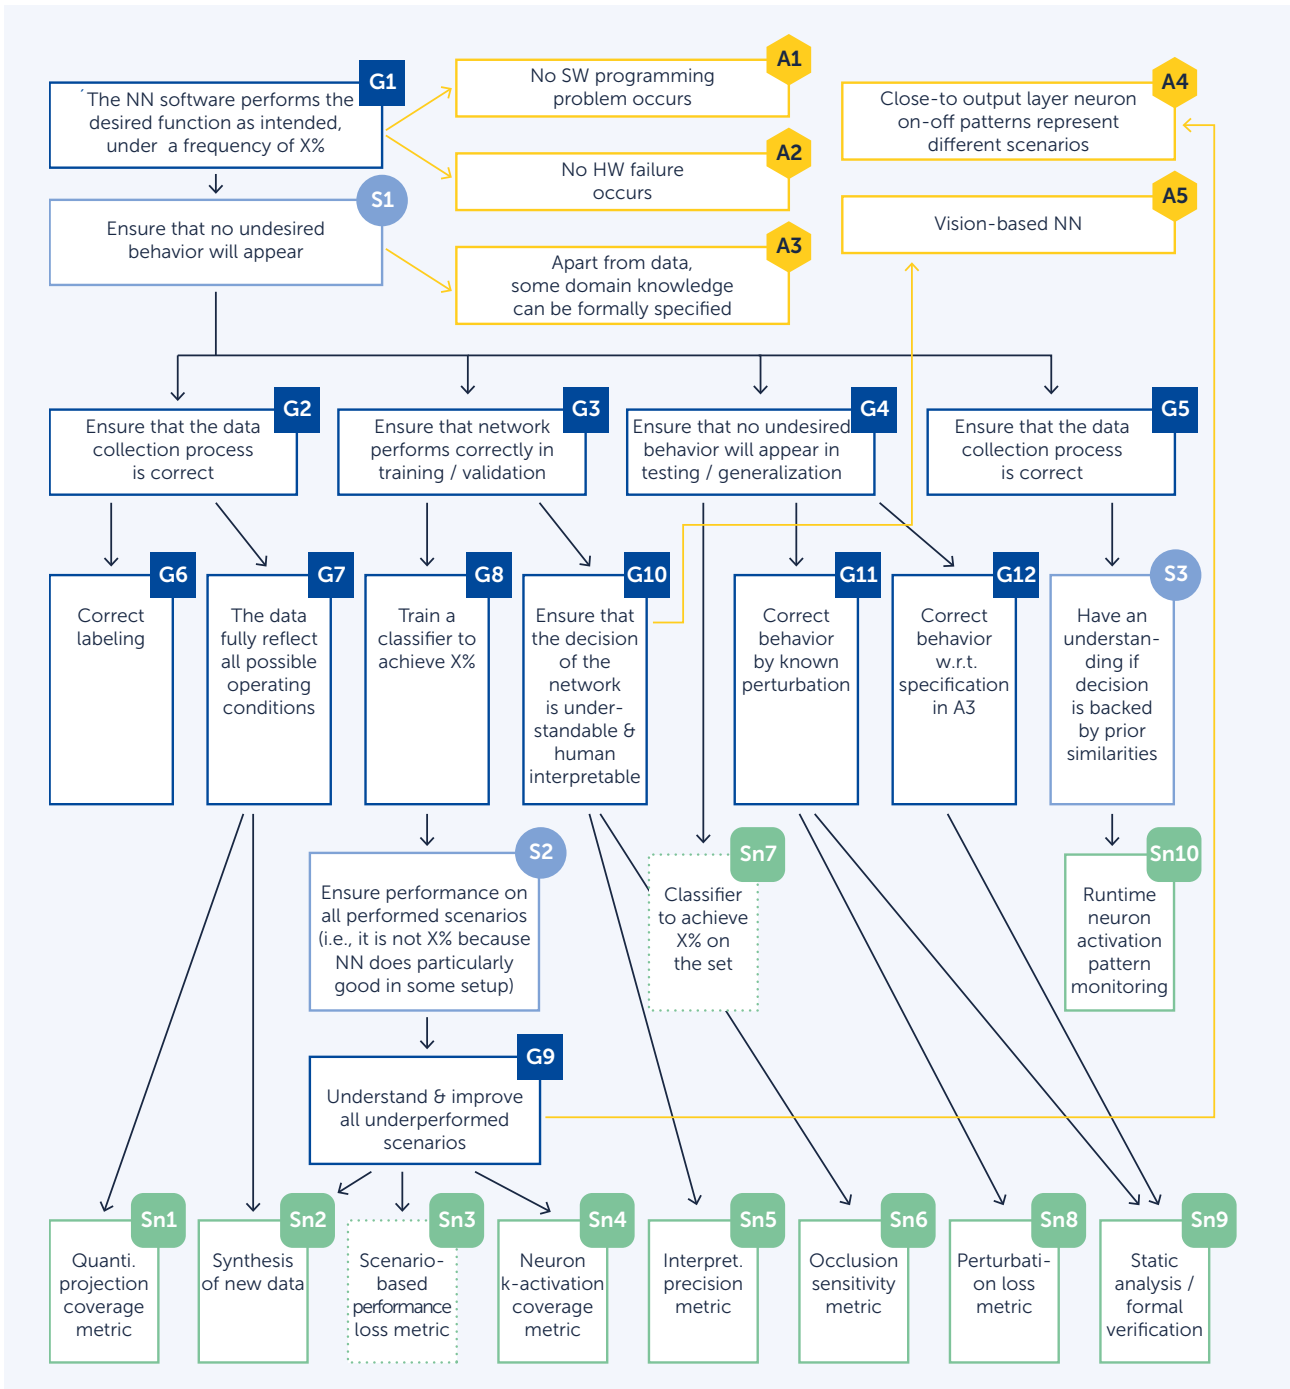 G1
´The NN software performs the
desired function as intended,
under a frequency of X%
A1
No SW programming
problem occurs
A4
Close-to output layer neuron
on-off patterns represent
different scenarios
A2
No HW failure
occurs
S1
Ensure that no undesired
behavior will appear
A5
Vision-based NN
A3
Apart from data,
some domain knowledge
can be formally specified
G2
Ensure that the data
collection process
is correct
G3
Ensure that network
performs correctly in
training / validation
G4
Ensure that no undesired
behavior will appear in
testing / generalization
G5
Ensure that the data
collection process
is correct
G6
Correct
labeling
G7
The data
fully reflect
all possible
operating
conditions
G8
Train a
classifier to
achieve X%
G10
Ensure that
the decision
of the
network
is under-
standable &
human
interpretable
G11
Correct
behavior
by known
perturbation
G12
Correct
behavior
w.r.t.
specification
in A3
S3
Have an
understan-
ding if
decision
is backed
by prior
similarities
S2
Ensure performance on
all performed scenarios
(i.e., it is not X% because
NN does particularly
good in some setup)
Sn7
Classifier
to achieve
X% on
the set
Sn10
Runtime
neuron
activation
pattern
monitoring
G9
Understand & improve
all underperformed
scenarios
Sn1
Quanti.
projection
coverage
metric
Sn2
Synthesis
of new data
Sn3
Scenario-
based
performance
loss metric
Sn4
Neuron
k-activation
coverage
metric
Sn5
Interpret.
precision
metric
Sn6
Occlusion
sensitivity
metric
Sn8
Perturbati-
on loss
metric
Sn9
Static
analysis /
formal
verification